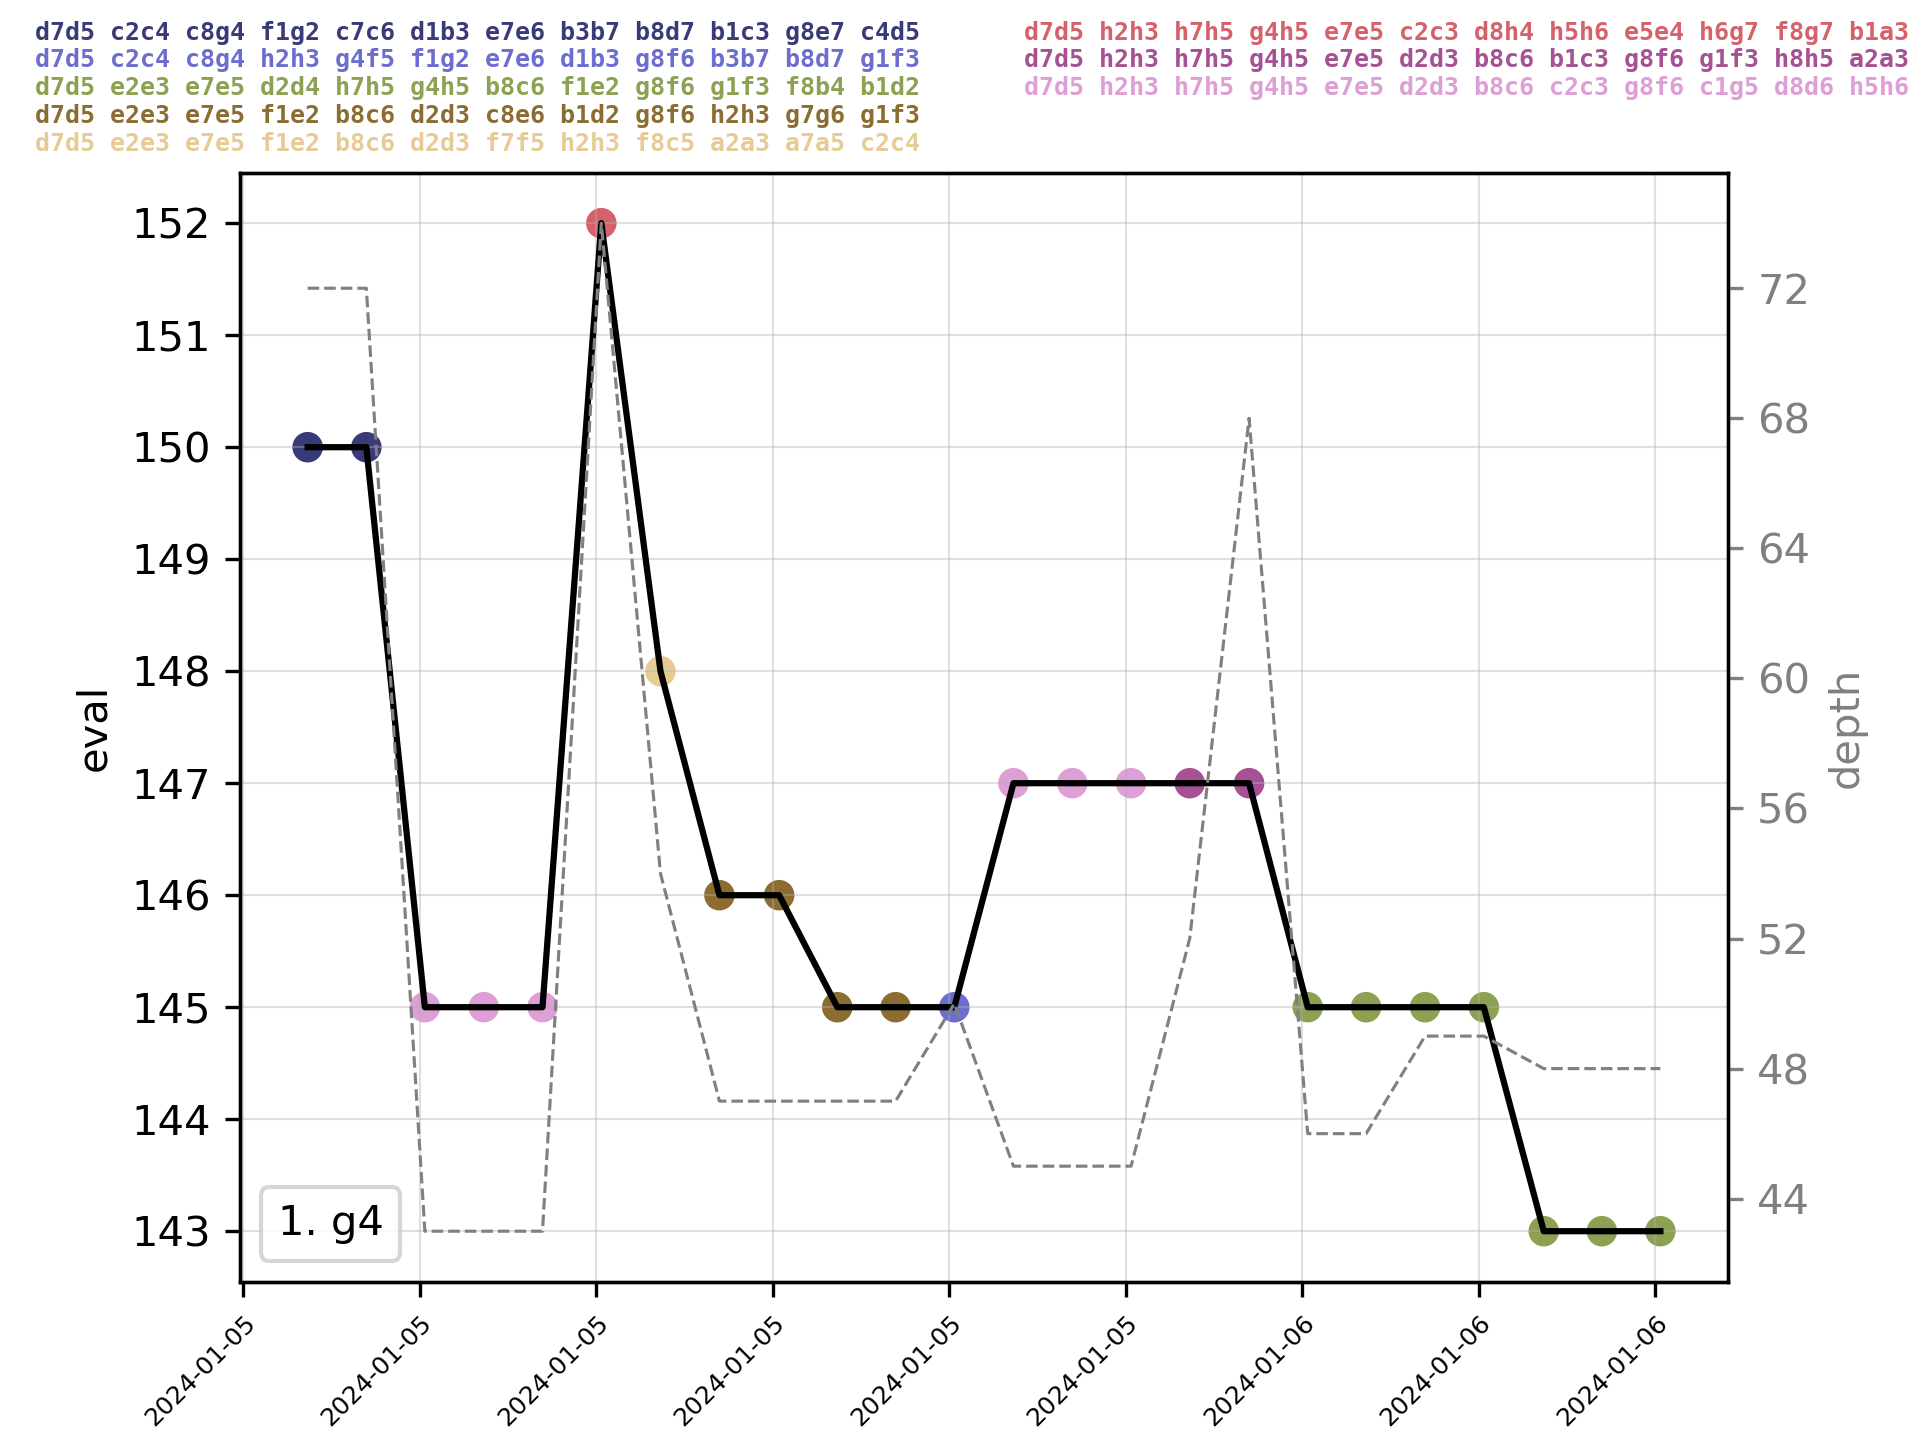 d7d5 c2c4 c8g4 f1g2 c7c6 d1b3 e7e6 b3b7 b8d7 b1c3 g8e7 c4d5
d7d5 c2c4 c8g4 h2h3 g4f5 f1g2 e7e6 d1b3 g8f6 b3b7 b8d7 g1f3
d7d5 e2e3 e7e5 d2d4 h7h5 g4h5 b8c6 f1e2 g8f6 g1f3 f8b4 b1d2
d7d5 e2e3 e7e5 f1e2 b8c6 d2d3 c8e6 b1d2 g8f6 h2h3 g7g6 g1f3
d7d5 e2e3 e7e5 f1e2 b8c6 d2d3 f7f5 h2h3 f8c5 a2a3 a7a5 c2c4
d7d5 h2h3 h7h5 g4h5 e7e5 c2c3 d8h4 h5h6 e5e4 h6g7 f8g7 b1a3
d7d5 h2h3 h7h5 g4h5 e7e5 d2d3 b8c6 b1c3 g8f6 g1f3 h8h5 a2a3
d7d5 h2h3 h7h5 g4h5 e7e5 d2d3 b8c6 c2c3 g8f6 c1g5 d8d6 h5h6
eval
152
151
150
149
148
147
146
145
144
143
72
68
64
60
56
52
48
44
depth
1. g4
2024-01-05
2024-01-05
2024-01-05
2024-01-05
2024-01-05
2024-01-05
2024-01-06
2024-01-06
2024-01-06